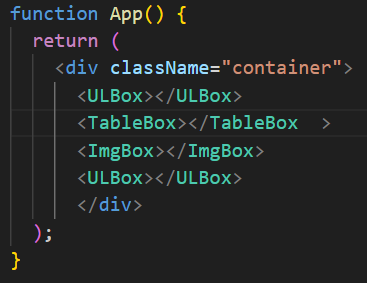 function App() {
  return (
    <div className="container">
      <ULBox></ULBox>
      <TableBox></TableBox  >
      <ImgBox></ImgBox>
      <ULBox></ULBox>
      </div>
  );
}